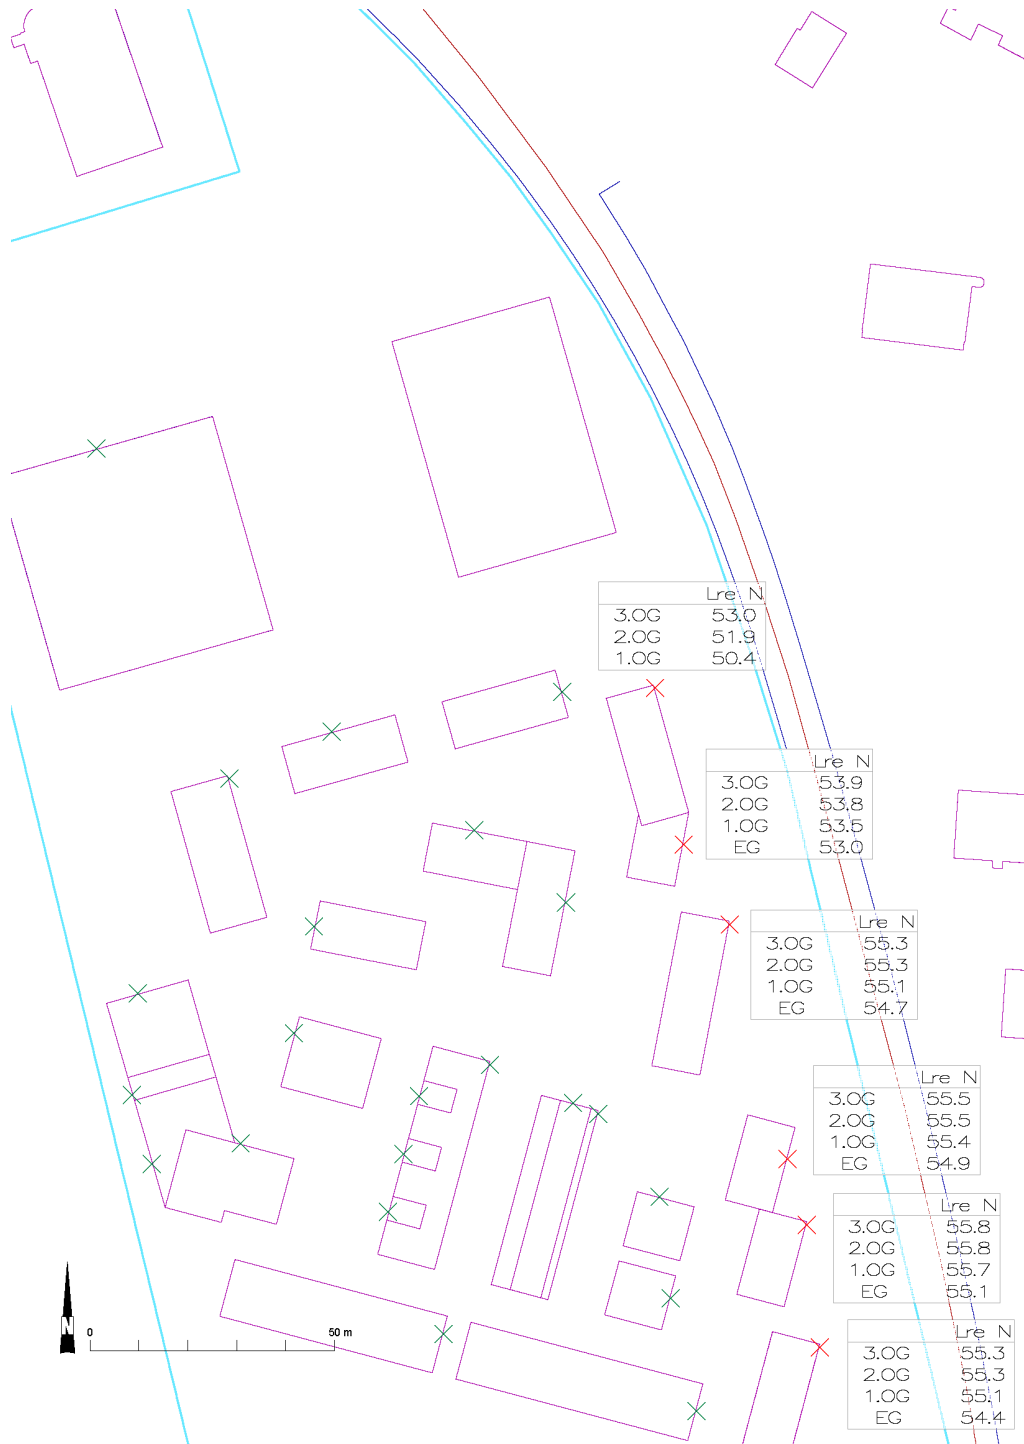 Lre N
3.OG 53.0
2.OG 51.9
1.OG 50.4
Lre N
3.OG 53.9
2.OG 53.8
1.OG 53.5
EG 53.0
Lre N
3.OG 55.3
2.OG 55.3
1.OG 55.1
EG 54.7
Lre N
3.OG 55.5
2.OG 55.5
1.OG 55.4
EG 54.9
Lre N
3.OG 55.8
2.OG 55.8
1.OG 55.7
EG 55.1
Lre N
3.OG 55.3
2.OG 55.3
1.OG 55.1
EG 54.4
N
0 50 m